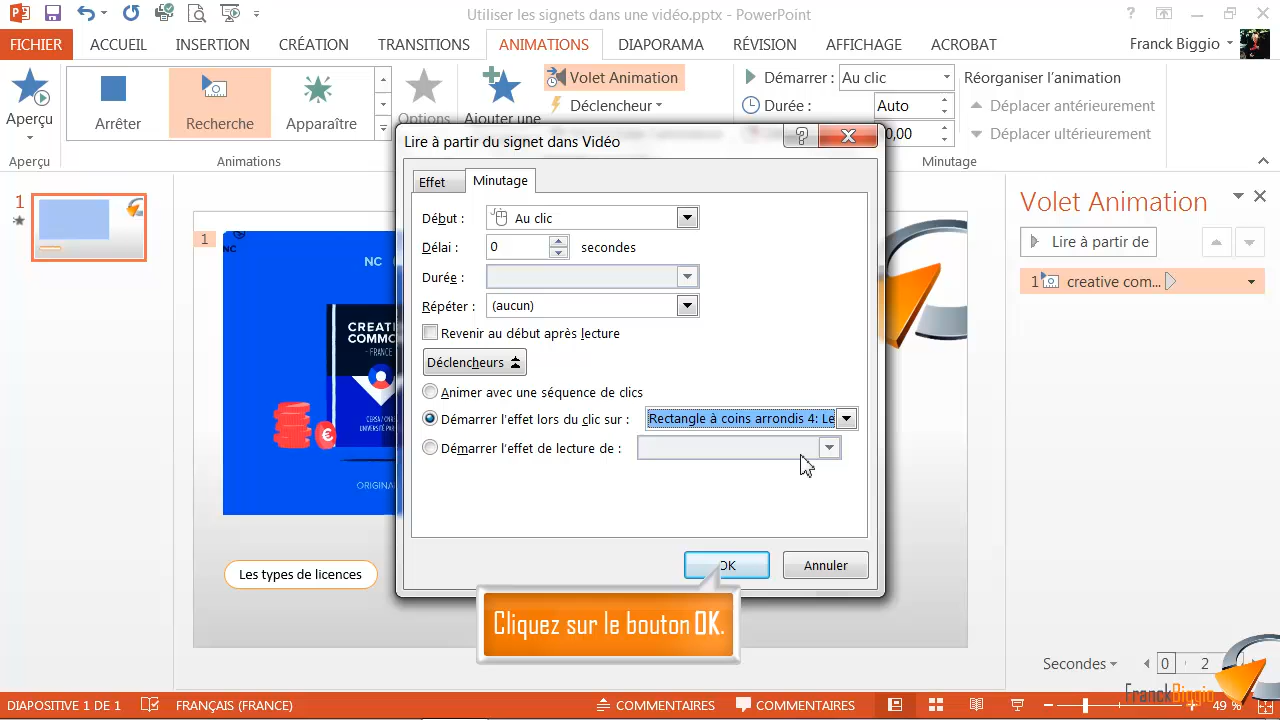 Utiliser les signets dans une vidéo.pptx - PowerPoint
FICHIER ACCUEIL INSERTION CRÉATION TRANSITIONS ANIMATIONS DIAPORAMA RÉVISION AFFICHAGE ACROBAT Franck Biggio
Aperçu
Arrêter Recherche Apparaître
Options
Ajouter une
Volet Animation
Déclencheur
Démarrer : Au clic
Durée : Auto
0,00
Réorganiser l'animation
Déplacer antérieurement
Déplacer ultérieurement
Aperçu Animations Minutage
Lire à partir du signet dans Vidéo
Effet Minutage
Début : Au clic
Délai : 0 secondes
Durée :
Répéter : (aucun)
Revenir au début après lecture
Déclencheurs
Animer avec une séquence de clics
Démarrer l'effet lors du clic sur : Rectangle à coins arrondis 4: Le
Démarrer l'effet de lecture de :
OK Annuler
Cliquez sur le bouton OK.
1
1
NC
NC
- FRANCE
ORIGINAL
Les types de licences
Volet Animation
Lire à partir de
1 creative com...
Secondes 0 2
FranckBiggio
DIAPOSITIVE 1 DE 1 FRANÇAIS (FRANCE) COMMENTAIRES COMMENTAIRES 49 %